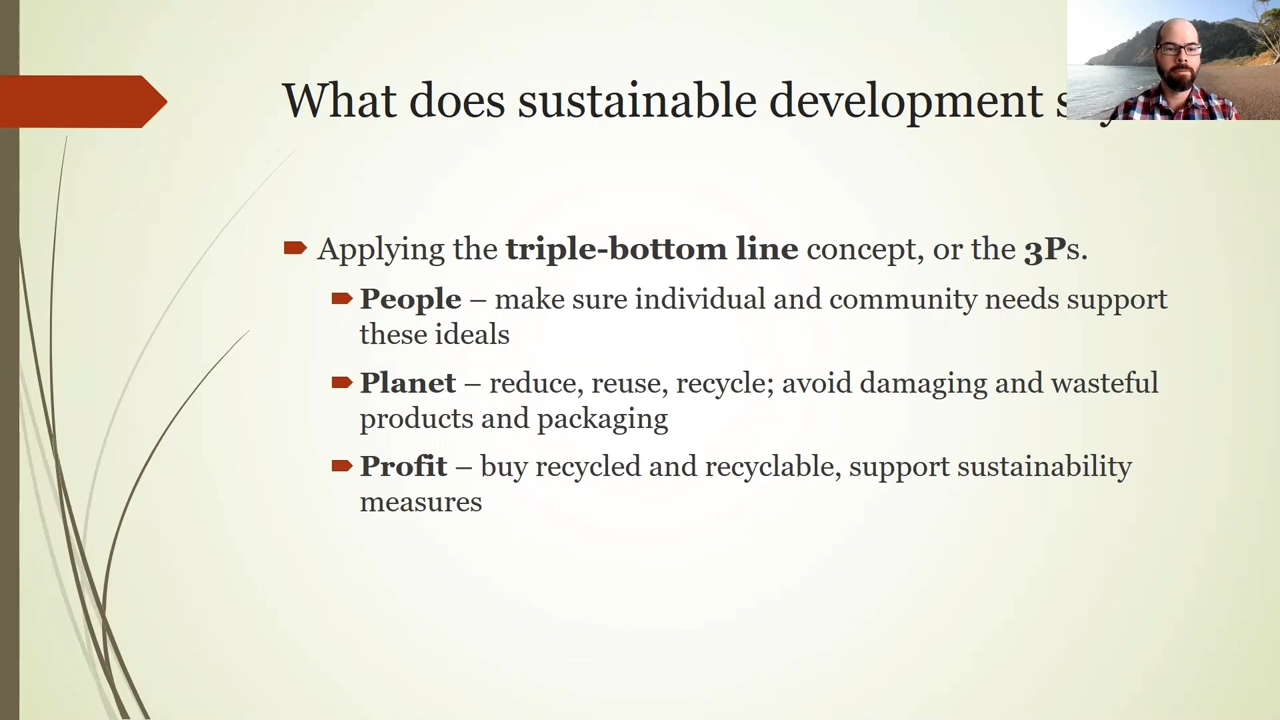 What does sustainable development
Applying the triple-bottom line concept, or the 3Ps.
People – make sure individual and community needs support
these ideals
Planet – reduce, reuse, recycle; avoid damaging and wasteful
products and packaging
Profit – buy recycled and recyclable, support sustainability
measures